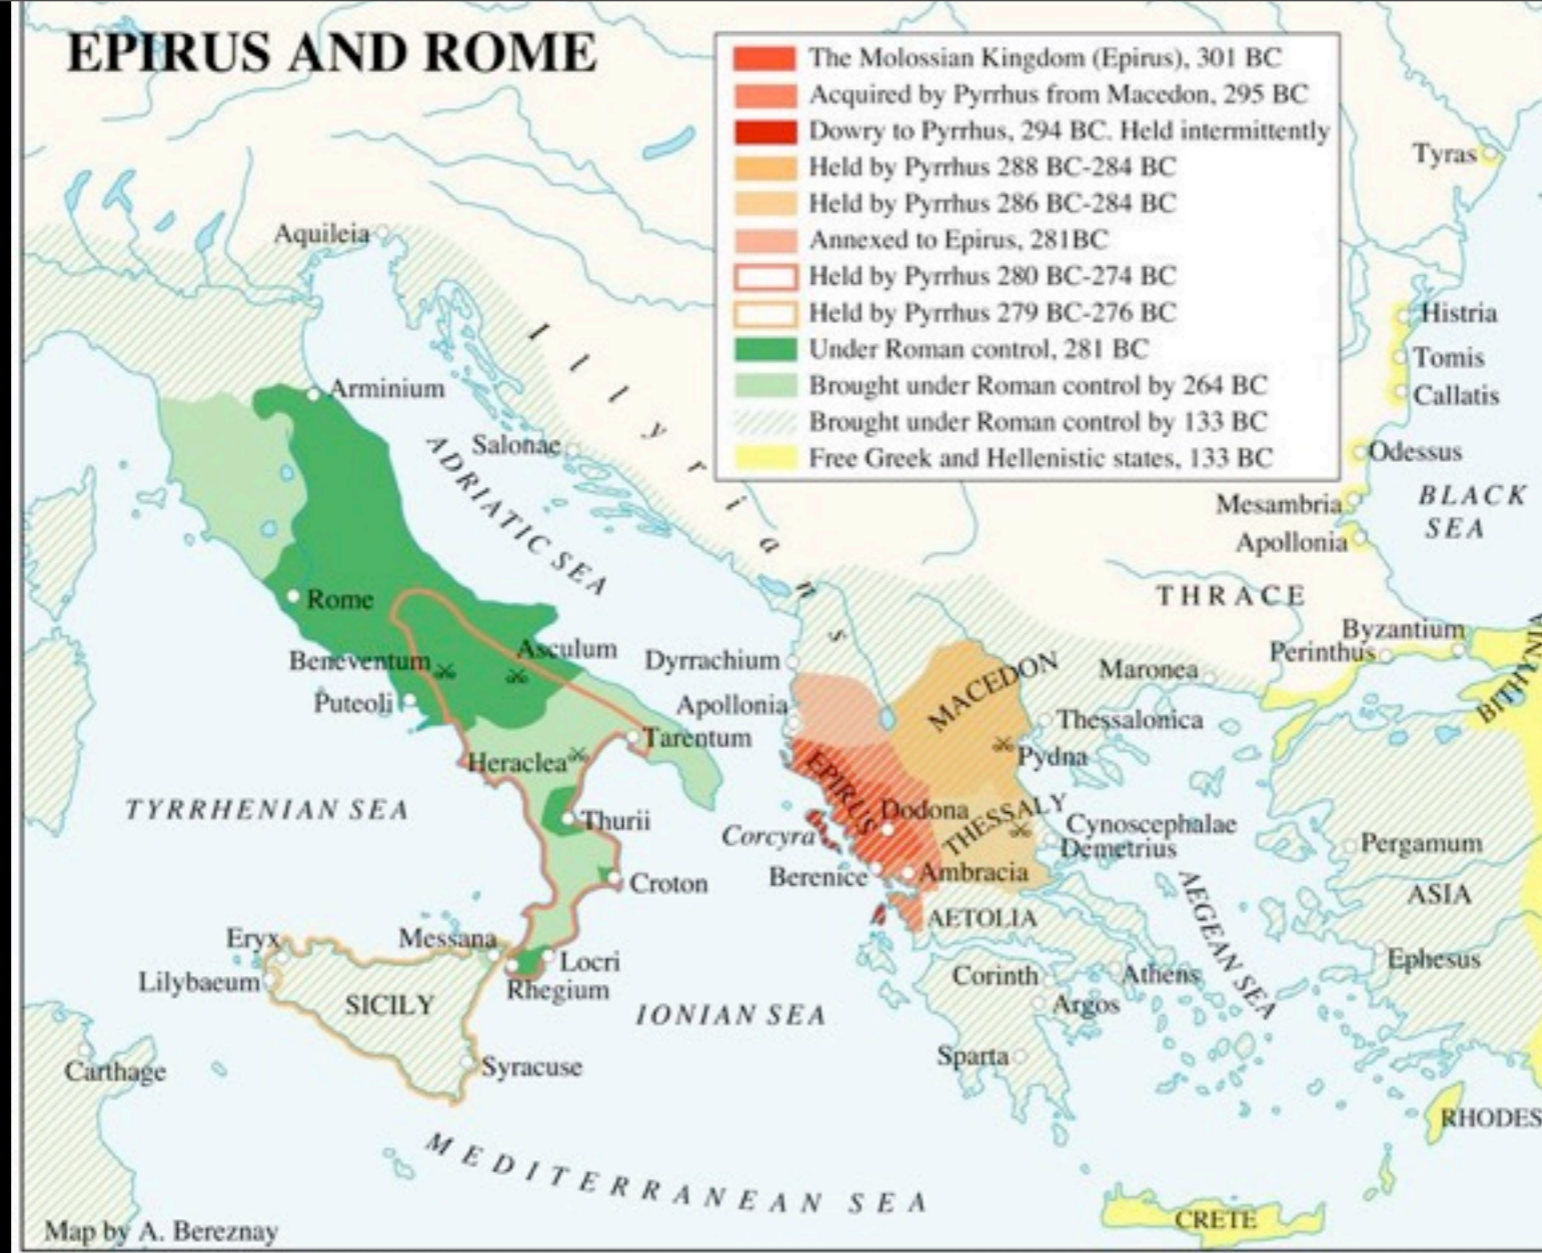 EPIRUS AND ROME
The Molossian Kingdom (Epirus), 301 BC
Acquired by Pyrrhus from Macedon, 295 BC
Dowry to Pyrrhus, 294 BC. Held intermittently
Held by Pyrrhus 288 BC-284 BC
Held by Pyrrhus 286 BC-284 BC
Annexed to Epirus, 281BC
Held by Pyrrhus 280 BC-274 BC
Held by Pyrrhus 279 BC-276 BC
Under Roman control, 281 BC
Brought under Roman control by 264 BC
Brought under Roman control by 133 BC
Free Greek and Hellenistic states, 133 BC
Tyras
Aquileia
Histria
Illyrians
Tomis
Arminium
Callatis
Salonae
ADRIATIC SEA
Odessus
Mesambria
BLACK
SEA
Apollonia
Rome
THRACE
Byzantium
Perinthus
BITHYNIA
Beneventum
Asculum
Dyrrachium
MACEDON
Maronea
Puteoli
Apollonia
Thessalonica
Tarentum
Heraclea
Pydna
EPIRUS
TYRRHENIAN SEA
Thurii
Dodona
THESSALY
Corcyra
Cynoscephalae
Demetrius
Pergamum
Berenice
Ambracia
Croton
ASIA
AEGEAN SEA
AETOLIA
Eryx
Messana
Lilybaeum
Locri
Rhegium
Corinth
Athens
Ephesus
SICILY
IONIAN SEA
Argos
Sparta
Syracuse
Carthage
RHODES
MEDITERRANEAN SEA
CRETE
Map by A. Bereznay